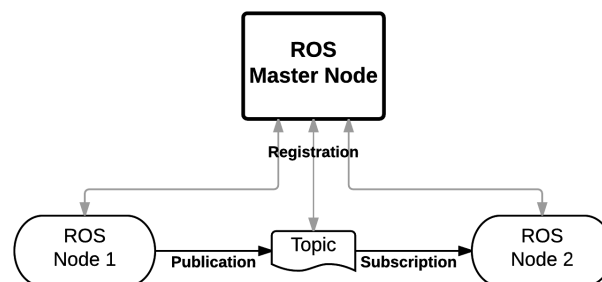 ROS
Master Node
Registration
ROS
Node 1
Publication
Topic
Subscription
ROS
Node 2